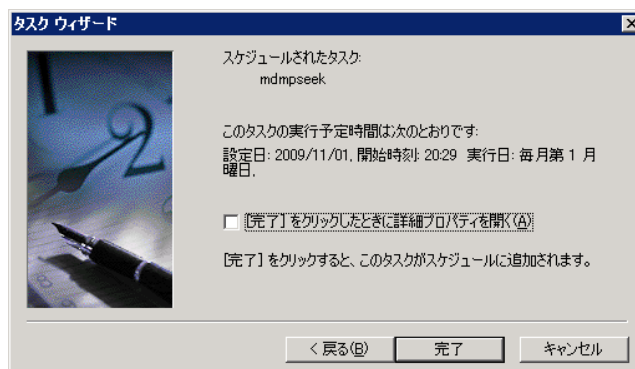 タスク ウィザード
スケジュールされたタスク:
mdmpseek
このタスクの実行予定時間は次のとおりです:
設定日: 2009/11/01, 開始時刻: 20:29 実行日: 毎月第 1 月
曜日,
[完了] をクリックしたときに詳細プロパティを開く(A)
[完了] をクリックすると、このタスクがスケジュールに追加されます。
< 戻る(B)
完了
キャンセル